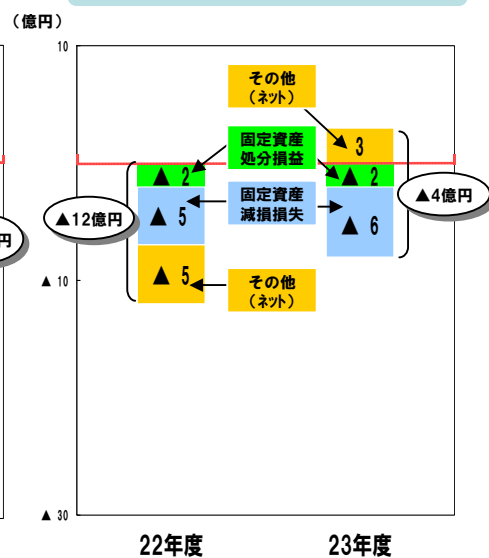 （億円）
10
その他
（ネット）
3
固定資産
処分損益
▲ 2
▲ 2
▲12億円
固定資産
減損損失
▲ 5
▲ 6
▲4億円
円
▲ 10
▲ 5
その他
（ネット）
▲ 30
22年度
23年度